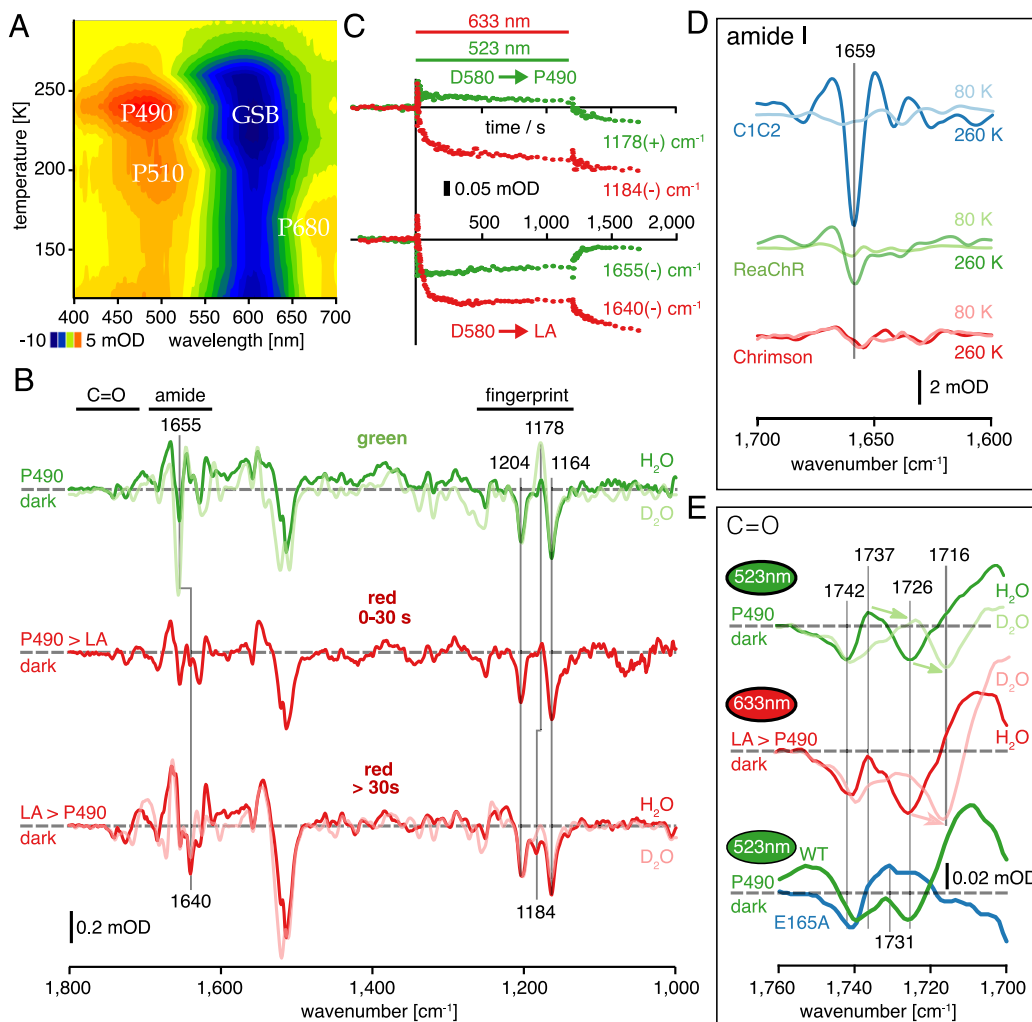 A
temperature [K]
250
200
150
P490
P510
GSB
P680
400 450 500 550 600 650 700
-10 5 mOD
wavelength [nm]
C
633 nm
523 nm
D580 → P490
time / s
1178(+) cm⁻¹
0.05 mOD
1184(-) cm⁻¹
500 1,000 1,500 2,000
1655(-) cm⁻¹
1640(-) cm⁻¹
D580 → LA
D
amide I
1659
80 K
C1C2
260 K
80 K
ReaChR
260 K
80 K
Chrimson
260 K
2 mOD
1,700 1,650 1,600
wavenumber [cm⁻¹]
B
C=O amide fingerprint
1655
green
1178
1204 1164
P490
dark
H₂O
D₂O
red
0-30 s
P490 > LA
dark
red
> 30s
LA > P490
dark
H₂O
D₂O
1640
1184
0.2 mOD
1,800 1,600 1,400 1,200 1,000
wavenumber [cm⁻¹]
E
C=O
1737 1716
523nm
1742 1726
H₂O
P490
D₂O
dark
633nm
D₂O
LA > P490
H₂O
dark
523nm
WT
P490
0.02 mOD
dark
E165A
1731
1,760 1,740 1,720 1,700
wavenumber [cm⁻¹]